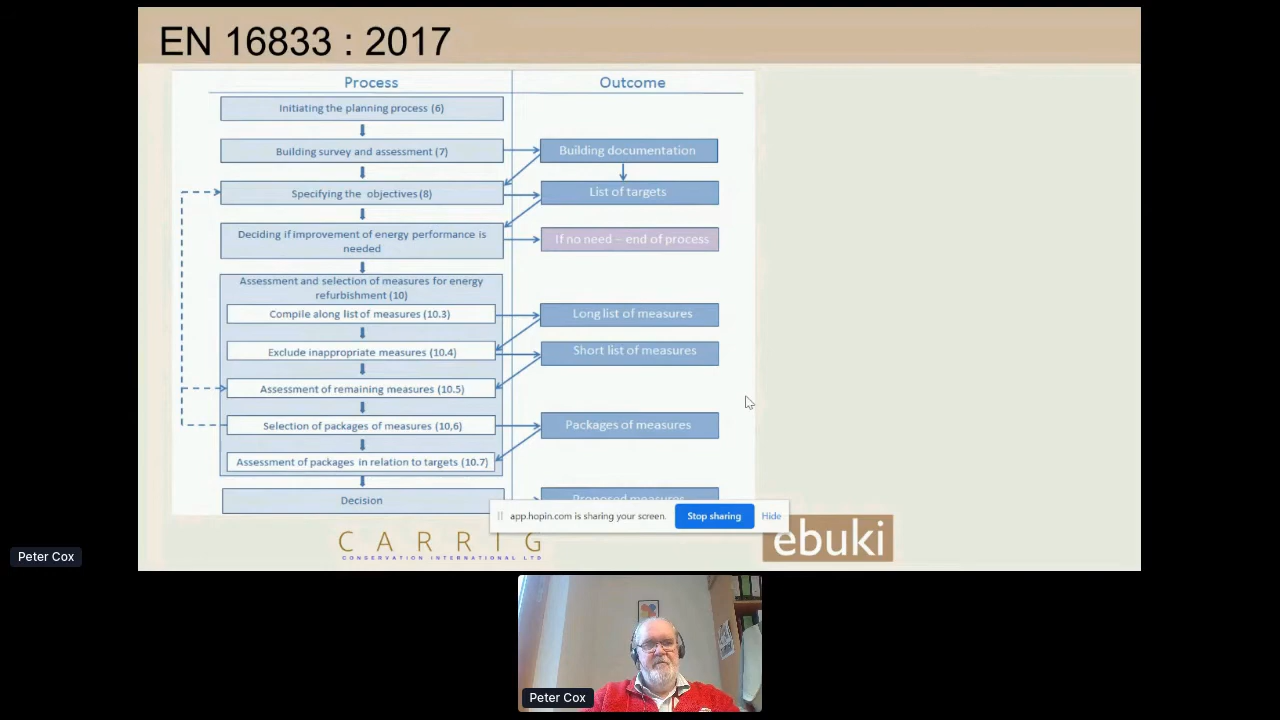 EN 16833 : 2017
Process
Outcome
Initiating the planning process (6)
Building survey and assessment (7)
Building documentation
Specifying the objectives (8)
List of targets
Deciding if improvement of energy performance is
needed
If no need – end of process
Assessment and selection of measures for energy
refurbishment (10)
Compile along list of measures (10.3)
Long list of measures
Exclude inappropriate measures (10.4)
Short list of measures
Assessment of remaining measures (10.5)
Selection of packages of measures (10,6)
Packages of measures
Assessment of packages in relation to targets (10.7)
Decision
Proposed measures
app.hopin.com is sharing your screen.
Stop sharing
Hide
CARRIG
CONSERVATION INTERNATIONAL LTD
ebuki
Peter Cox
Peter Cox